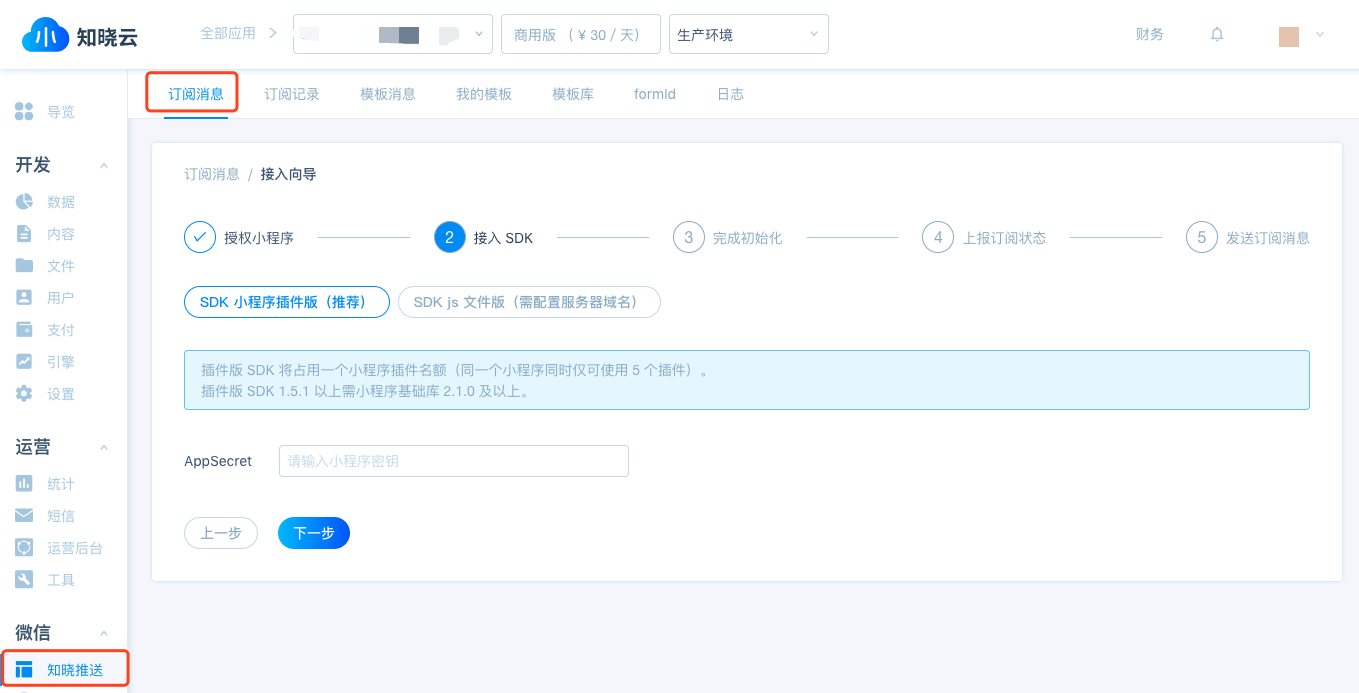 知晓云
全部应用
商用版 （￥30 / 天）
生产环境
财务
订阅消息
订阅记录
模板消息
我的模板
模板库
formId
日志
导览
开发
数据
内容
文件
用户
支付
引擎
设置
运营
统计
短信
运营后台
工具
微信
知晓推送
订阅消息 / 接入向导
授权小程序
2 接入 SDK
3 完成初始化
4 上报订阅状态
5 发送订阅消息
SDK 小程序插件版（推荐）
SDK js 文件版（需配置服务器域名）
插件版 SDK 将占用一个小程序插件名额（同一个小程序同时仅可使用 5 个插件）。
插件版 SDK 1.5.1 以上需小程序基础库 2.1.0 及以上。
AppSecret
请输入小程序密钥
上一步
下一步